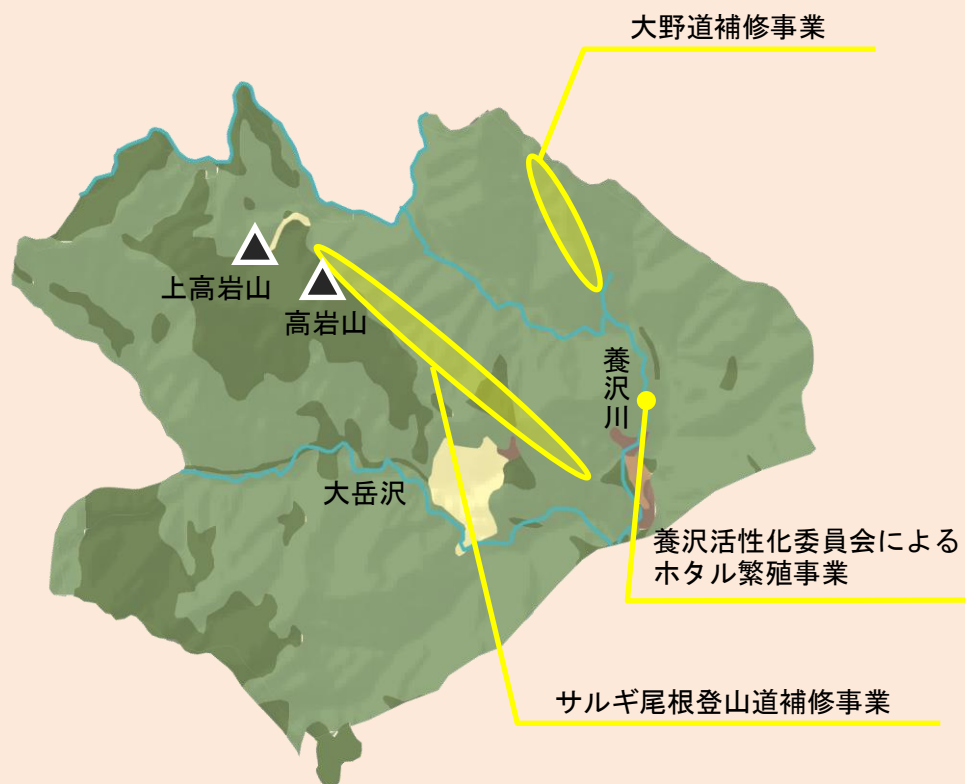 大野道補修事業
上高岩山
高岩山
養沢川
大岳沢
養沢活性化委員会による
ホタル繁殖事業
サルギ尾根登山道補修事業